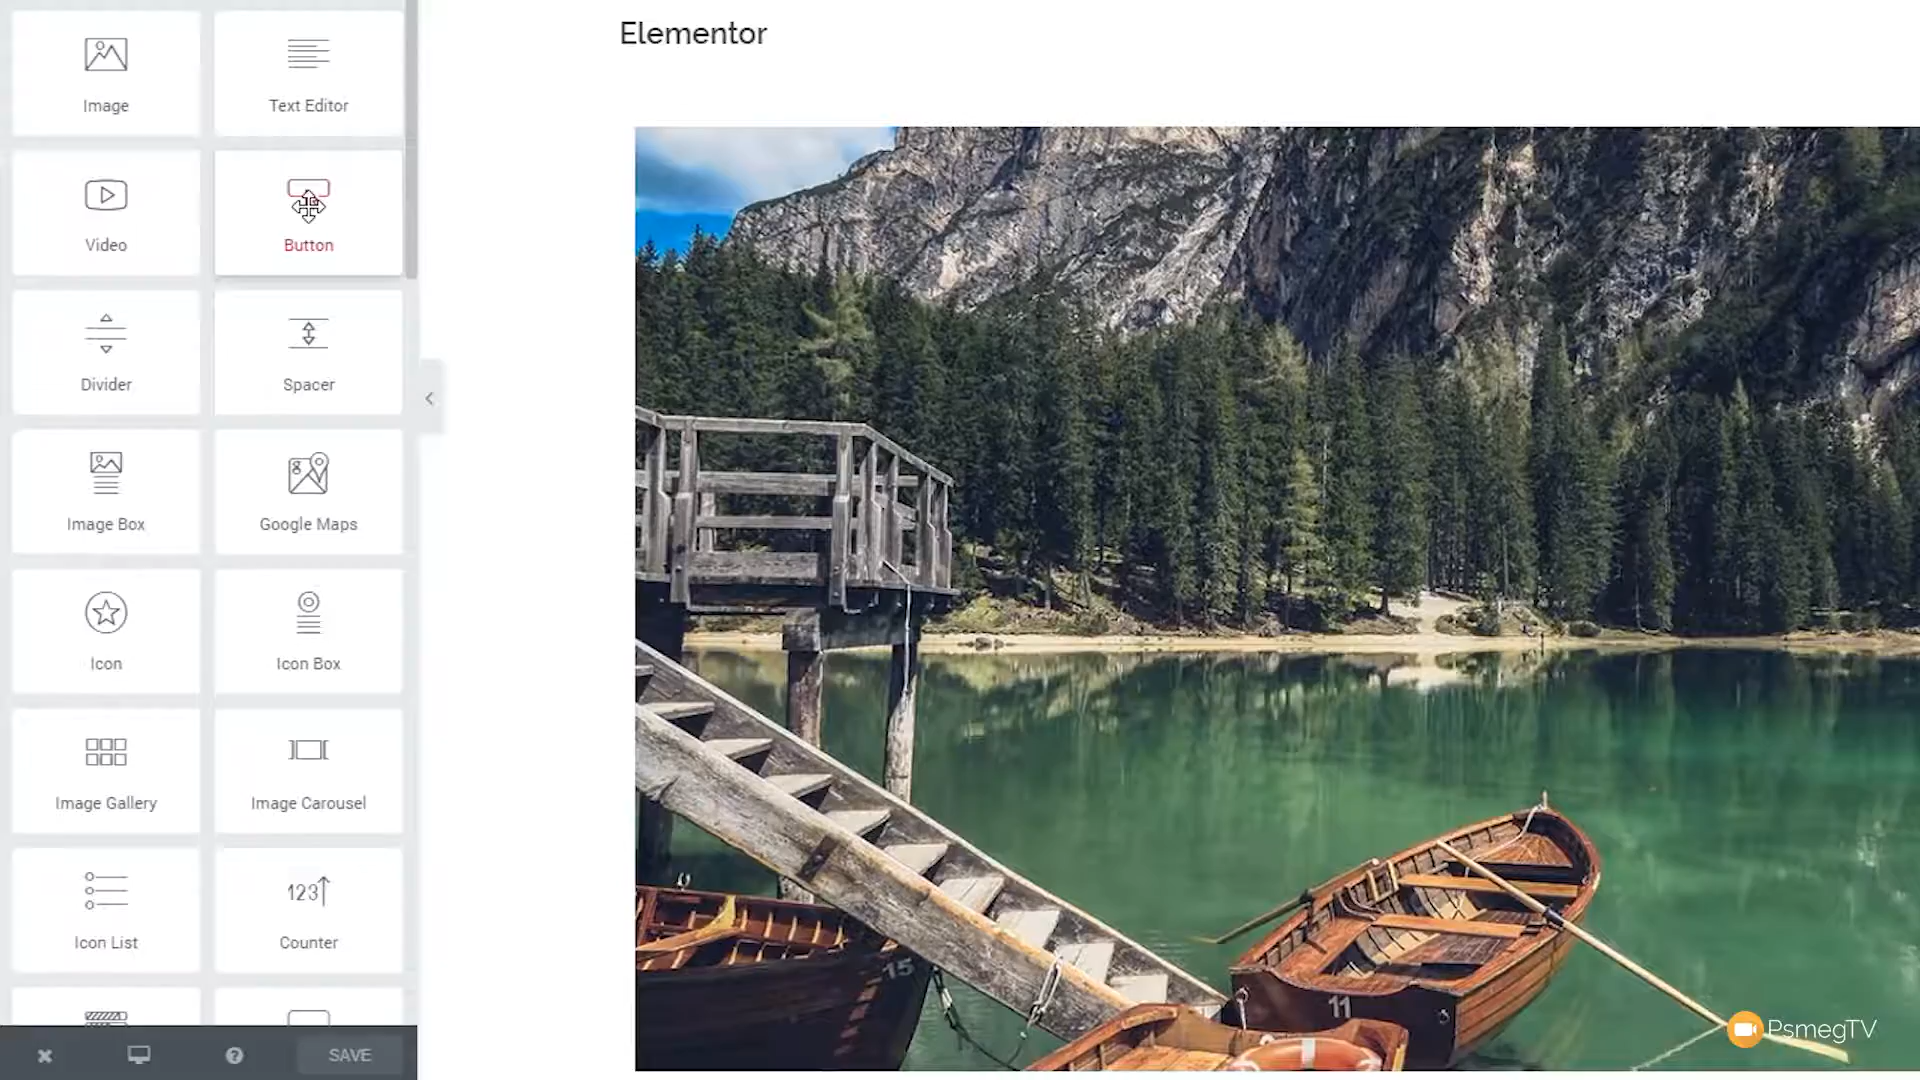 Elementor
Image
Text Editor
Video
Button
Divider
Spacer
Image Box
Google Maps
Icon
Icon Box
Image Gallery
Image Carousel
123
Icon List
Counter
15
11
SAVE
PsmegTV